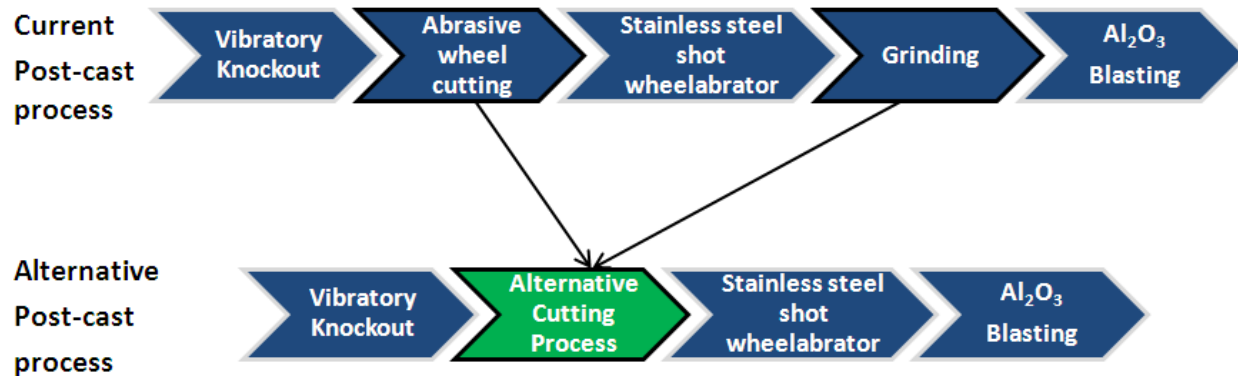 Current
Post-cast
process
Vibratory
Knockout
Abrasive
wheel
cutting
Stainless steel
shot
wheelabrator
Grinding
Al₂O₃
Blasting
Alternative
Post-cast
process
Vibratory
Knockout
Alternative
Cutting
Process
Stainless steel
shot
wheelabrator
Al₂O₃
Blasting